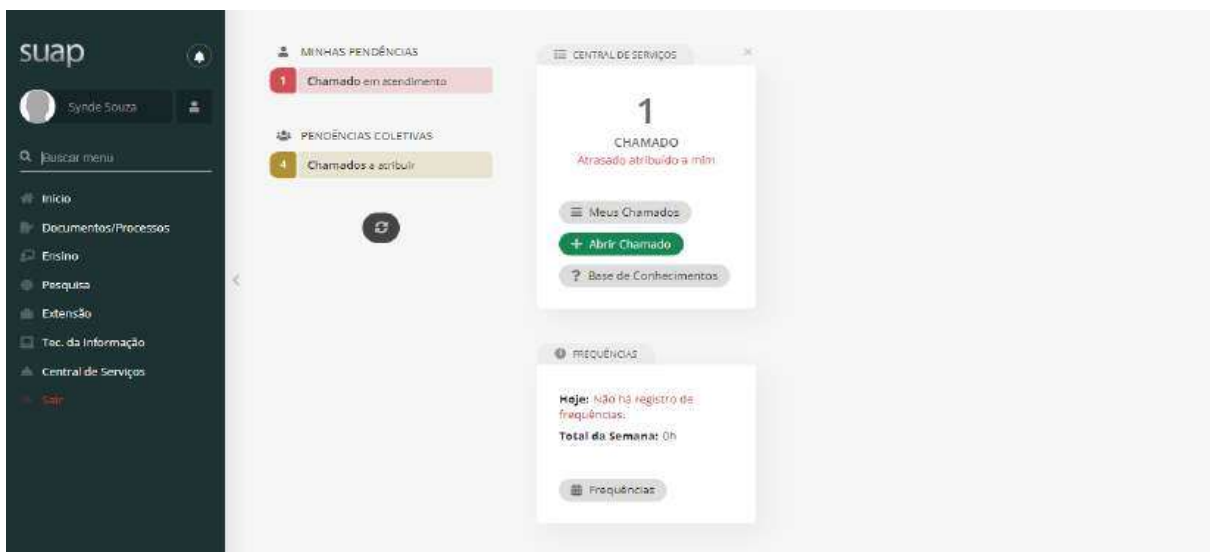 suap
Synde Souza
Buscar menu
Início
Documentos/Processos
Ensino
Pesquisa
Extensão
Tec. da Informação
Central de Serviços
Sair
MINHAS PENDÊNCIAS
1 Chamado em atendimento
PENDÊNCIAS COLETIVAS
4 Chamados a atribuir
CENTRAL DE SERVIÇOS
1
CHAMADO
Atrasado atribuído a mim
Meus Chamados
+ Abrir Chamado
? Base de Conhecimentos
FREQUÊNCIAS
Hoje: Não há registro de
frequências.
Total da Semana: 0h
Frequências